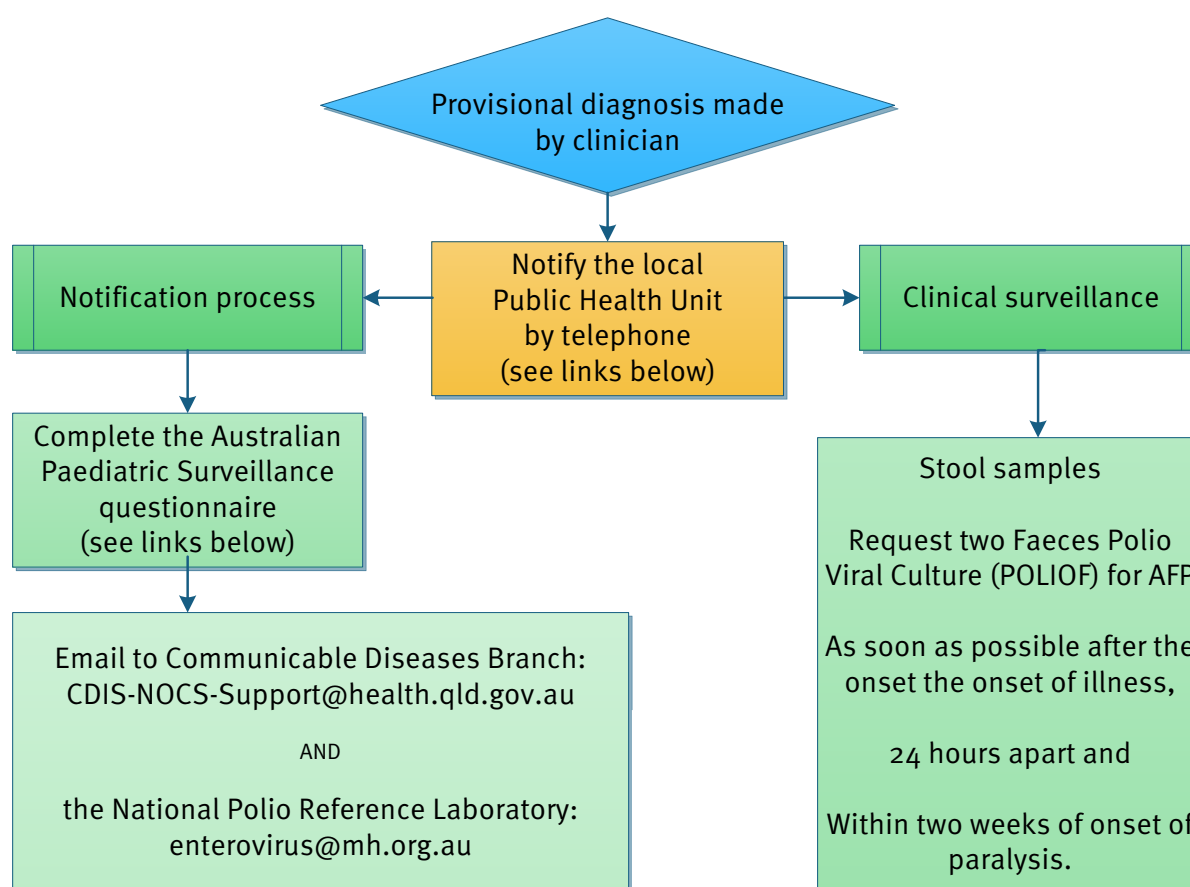 Provisional diagnosis made
by clinician
Notification process
Notify the local
Public Health Unit
by telephone
(see links below)
Clinical surveillance
Complete the Australian
Paediatric Surveillance
questionnaire
(see links below)
Email to Communicable Diseases Branch:
CDIS-NOCS-Support@health.qld.gov.au
AND
the National Polio Reference Laboratory:
enterovirus@mh.org.au
Stool samples
Request two Faeces Polio
Viral Culture (POLIOF) for AFP
As soon as possible after the
onset the onset of illness,
24 hours apart and
Within two weeks of onset of
paralysis.